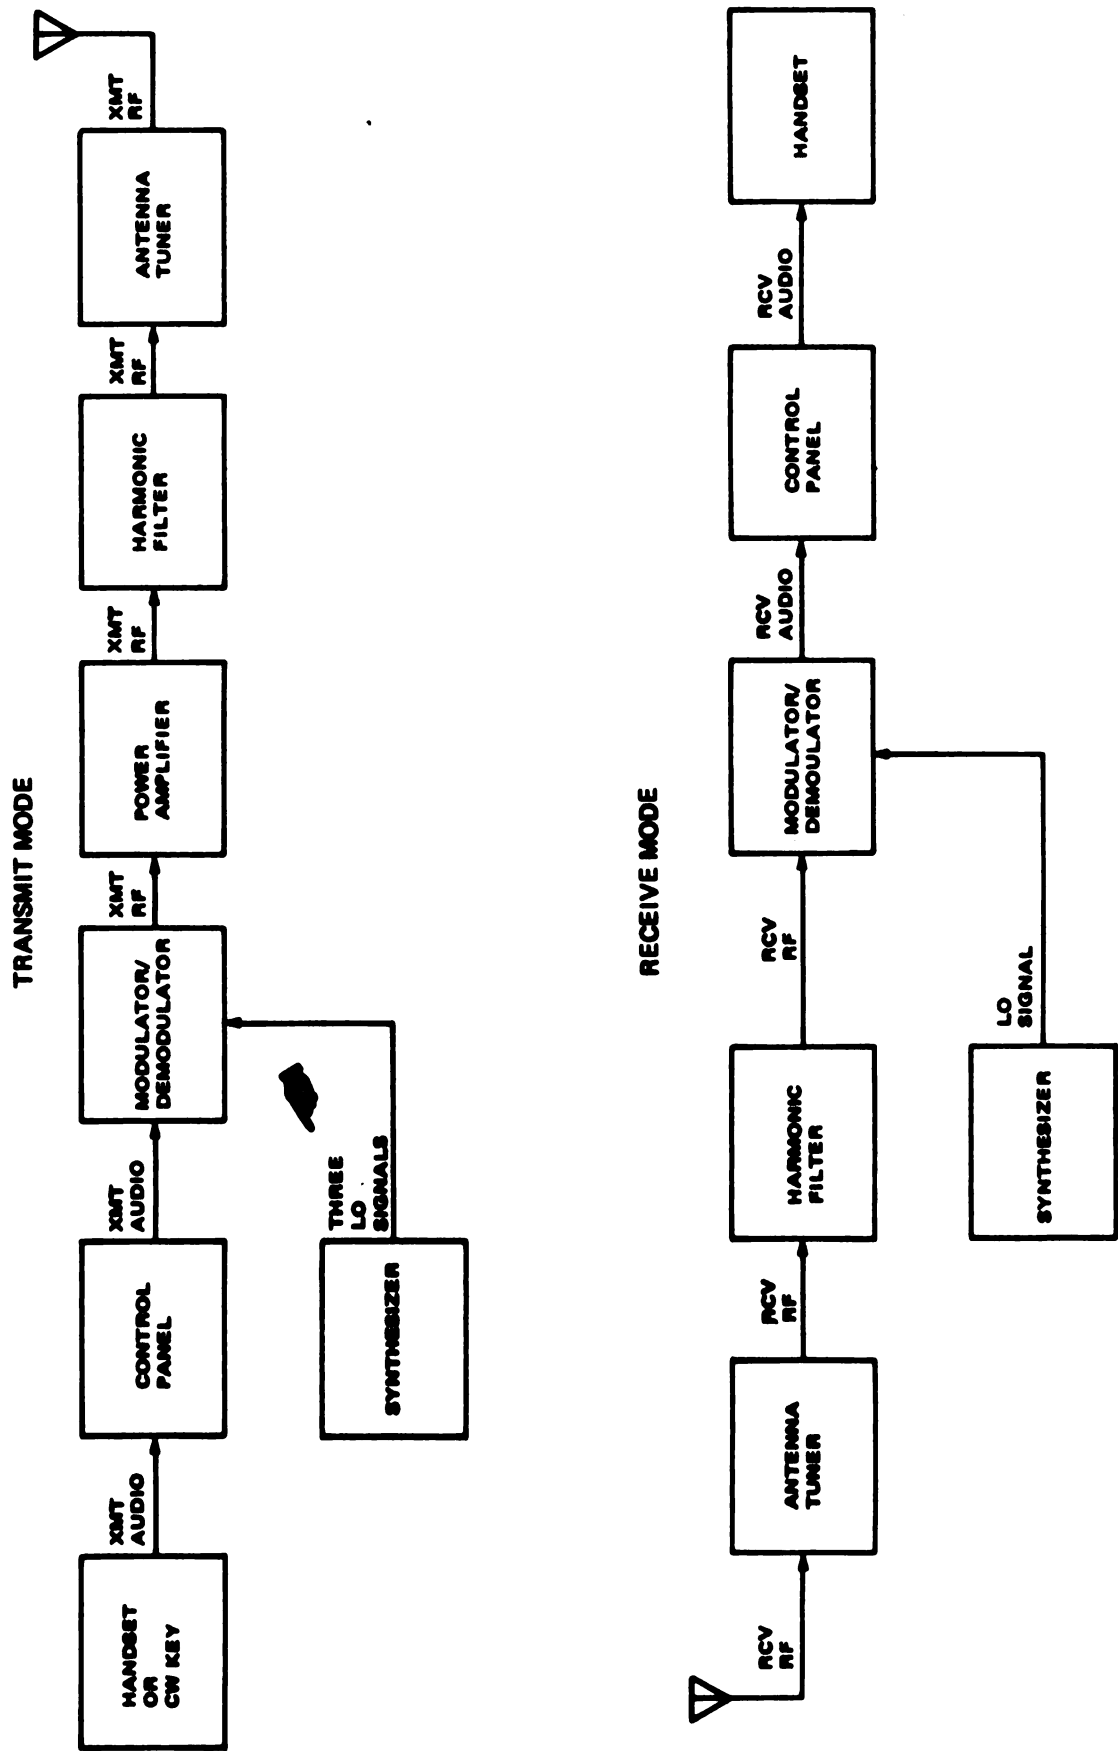 TRANSMIT MODE
HANDSET
OR
CW KEY
XMT
AUDIO
CONTROL
PANEL
XMT
AUDIO
MODULATOR/
DEMODULATOR
XMT
RF
POWER
AMPLIFIER
XMT
RF
HARMONIC
FILTER
XMT
RF
ANTENNA
TUNER
XMT
RF
SYNTHESIZER
THREE
LO
SIGNALS
RECEIVE MODE
RCV
RF
ANTENNA
TUNER
RCV
RF
HARMONIC
FILTER
RCV
RF
MODULATOR/
DEMOULATOR
RCV
AUDIO
CONTROL
PANEL
RCV
AUDIO
HANDSET
SYNTHESIZER
LO
SIGNAL